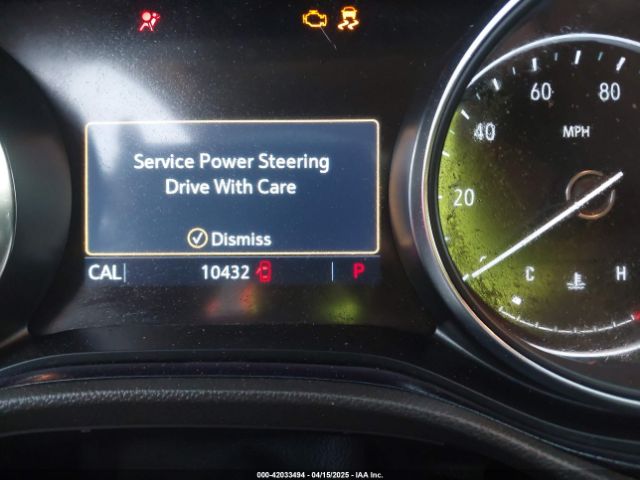 60
80
40
MPH
Service Power Steering
Drive With Care
20
Dismiss
C
H
CAL
10432
P
000-42033494 - 04/15/2025 - IAA Inc.